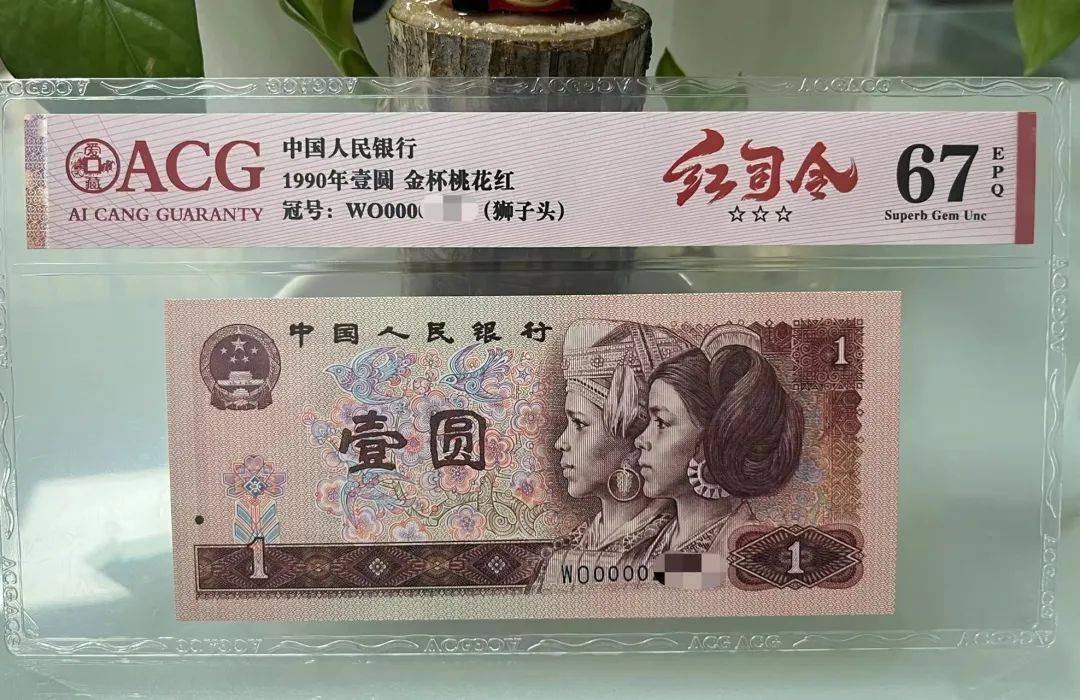 ACG
AI CANG GUARANTY
中国人民银行
1990年壹圆 金杯桃花红
冠号：WO000 (狮子头)
红司令
☆☆☆
67
EPQ
Superb Gem Unc
中国人民银行
壹圆
1
1
1
WO0000